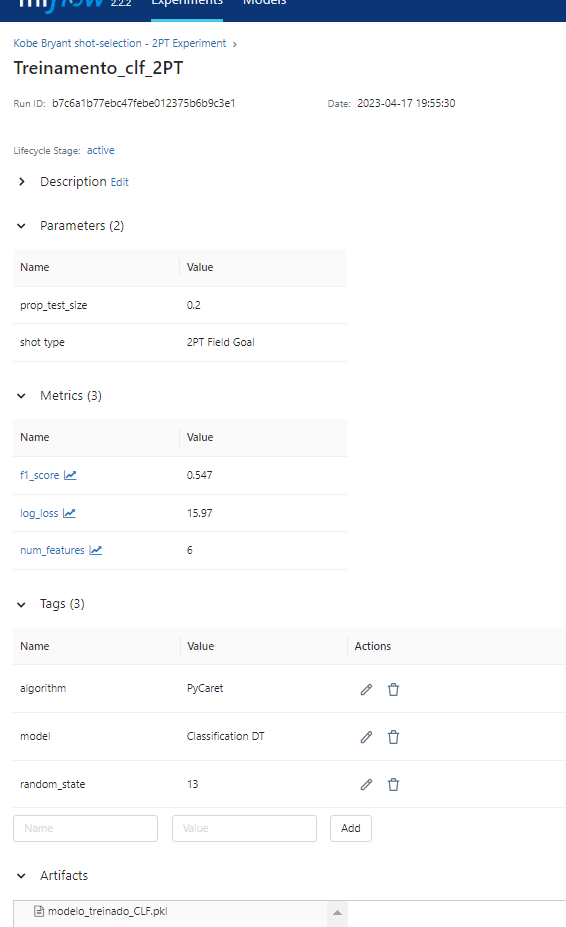 mlflow 2.2.2 Experiments Models
Kobe Bryant shot-selection - 2PT Experiment ›
Treinamento_clf_2PT
Run ID: b7c6a1b77ebc47febe012375b6b9c3e1 Date: 2023-04-17 19:55:30
Lifecycle Stage: active
Description Edit
Parameters (2)
Name Value
prop_test_size 0.2
shot type 2PT Field Goal
Metrics (3)
Name Value
f1_score 0.547
log_loss 15.97
num_features 6
Tags (3)
Name Value Actions
algorithm PyCaret
model Classification DT
random_state 13
Name Value Add
Artifacts
modelo_treinado_CLF.pkl